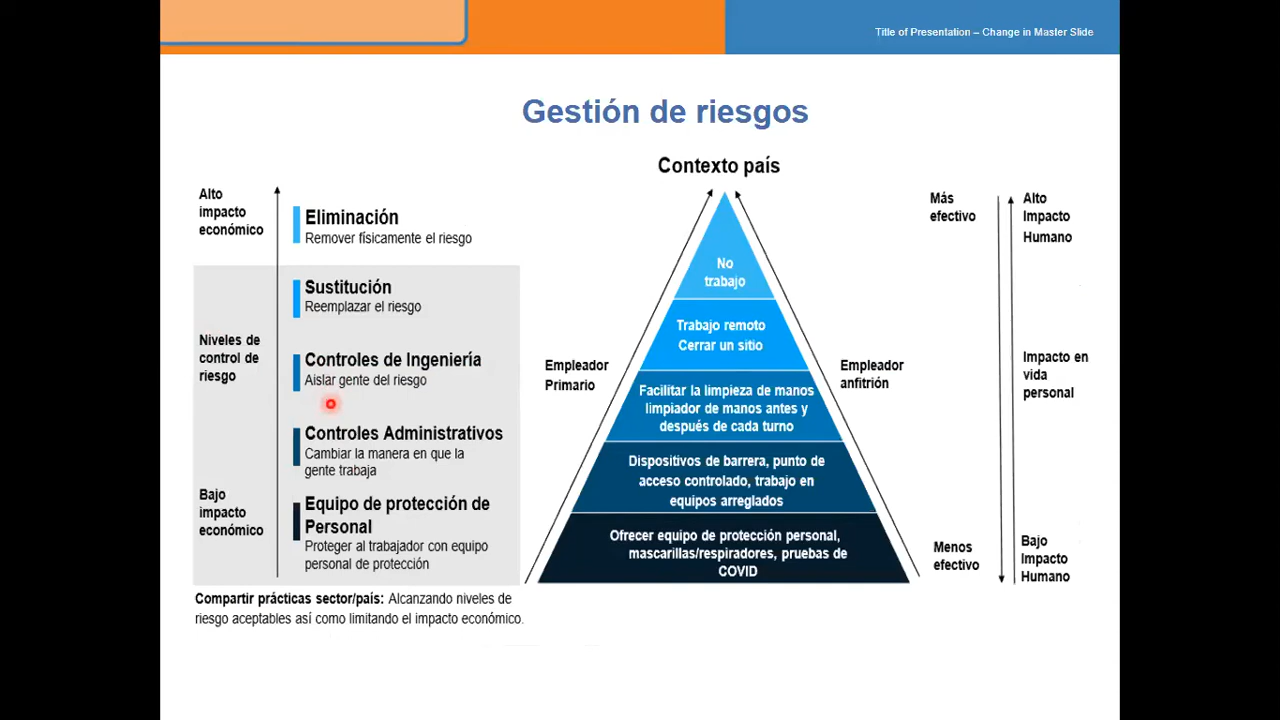 Title of Presentation – Change in Master Slide
Gestión de riesgos
Contexto país
Alto
impacto
económico
Eliminación
Remover físicamente el riesgo
Sustitución
Reemplazar el riesgo
Niveles de
control de
riesgo
Controles de Ingeniería
Aislar gente del riesgo
Controles Administrativos
Cambiar la manera en que la
gente trabaja
Bajo
impacto
económico
Equipo de protección de
Personal
Proteger al trabajador con equipo
personal de protección
Compartir prácticas sector/país: Alcanzando niveles de
riesgo aceptables así como limitando el impacto económico.
Empleador
Primario
No
trabajo
Trabajo remoto
Cerrar un sitio
Facilitar la limpieza de manos
limpiador de manos antes y
después de cada turno
Dispositivos de barrera, punto de
acceso controlado, trabajo en
equipos arreglados
Ofrecer equipo de protección personal,
mascarillas/respiradores, pruebas de
COVID
Empleador
anfitrión
Más
efectivo
Menos
efectivo
Alto
Impacto
Humano
Impacto en
vida
personal
Bajo
Impacto
Humano